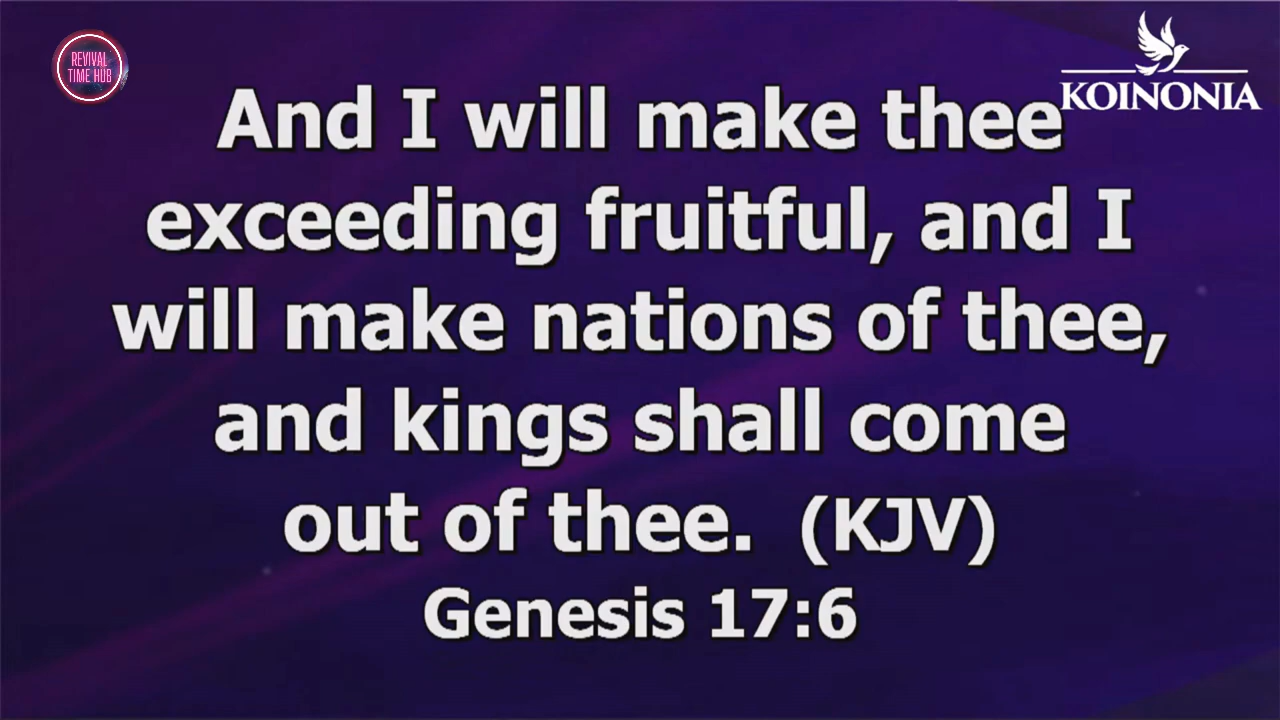 REVIVAL
TIME HUB
KOINONIA
And I will make thee
exceeding fruitful, and I
will make nations of thee,
and kings shall come
out of thee. (KJV)
Genesis 17:6